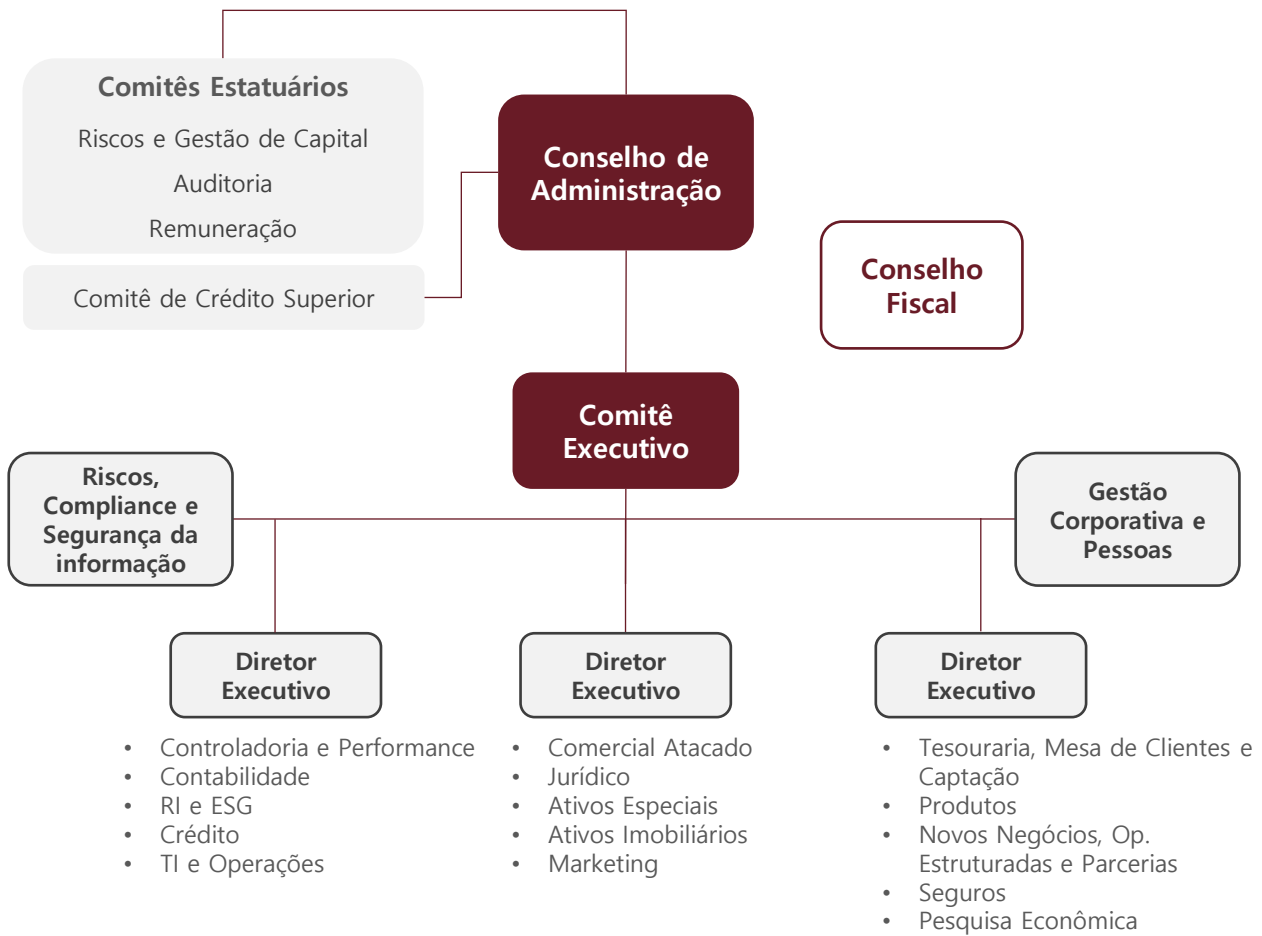 Comitês Estatuários
Riscos e Gestão de Capital
Auditoria
Remuneração
Comitê de Crédito Superior
Conselho de
Administração
Conselho
Fiscal
Comitê
Executivo
Riscos,
Compliance e
Segurança da
informação
Gestão
Corporativa e
Pessoas
Diretor
Executivo
• Controladoria e Performance
• Contabilidade
• RI e ESG
• Crédito
• TI e Operações
Diretor
Executivo
• Comercial Atacado
• Jurídico
• Ativos Especiais
• Ativos Imobiliários
• Marketing
Diretor
Executivo
• Tesouraria, Mesa de Clientes e
Captação
• Produtos
• Novos Negócios, Op.
Estruturadas e Parcerias
• Seguros
• Pesquisa Econômica